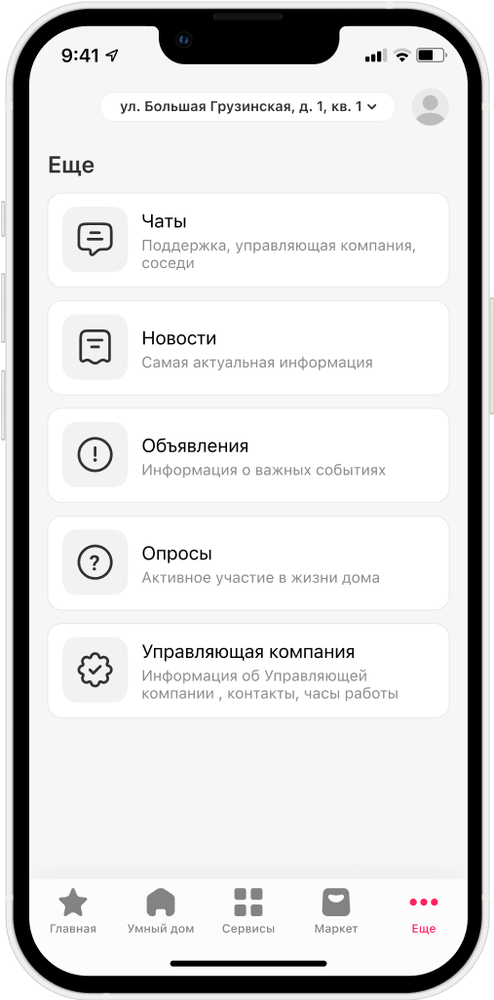 9:41
ул. Большая Грузинская, д. 1, кв. 1
Еще
Чаты
Поддержка, управляющая компания,
соседи
Новости
Самая актуальная информация
Объявления
Информация о важных событиях
Опросы
Активное участие в жизни дома
Управляющая компания
Информация об Управляющей
компании , контакты, часы работы
Главная
Умный дом
Сервисы
Маркет
Еще